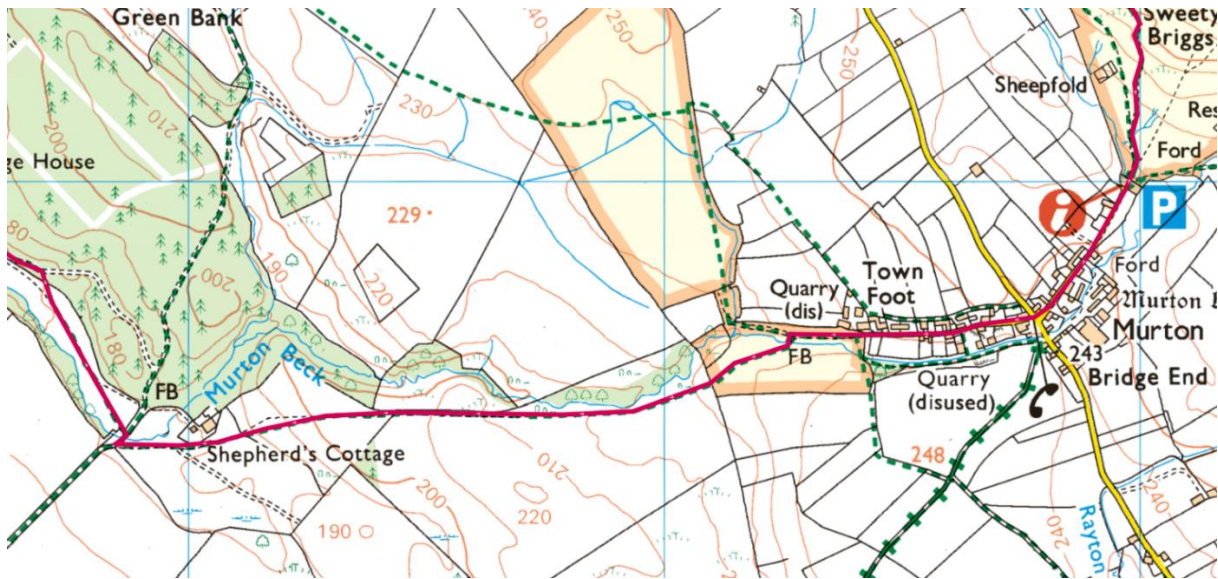 Green Bank
240
250
250
Sweety
Briggs
Sheepfold
210
230
200
Ford
ge House
i
P
229
80
190
220
Town
Foot
Quarry
(dis)
Ford
200
Murton
Murton
Beck
180
FB
FB
243
Bridge End
Quarry
(disused)
Shepherd's Cottage
210
248
200
220
190
240
240
Rayton